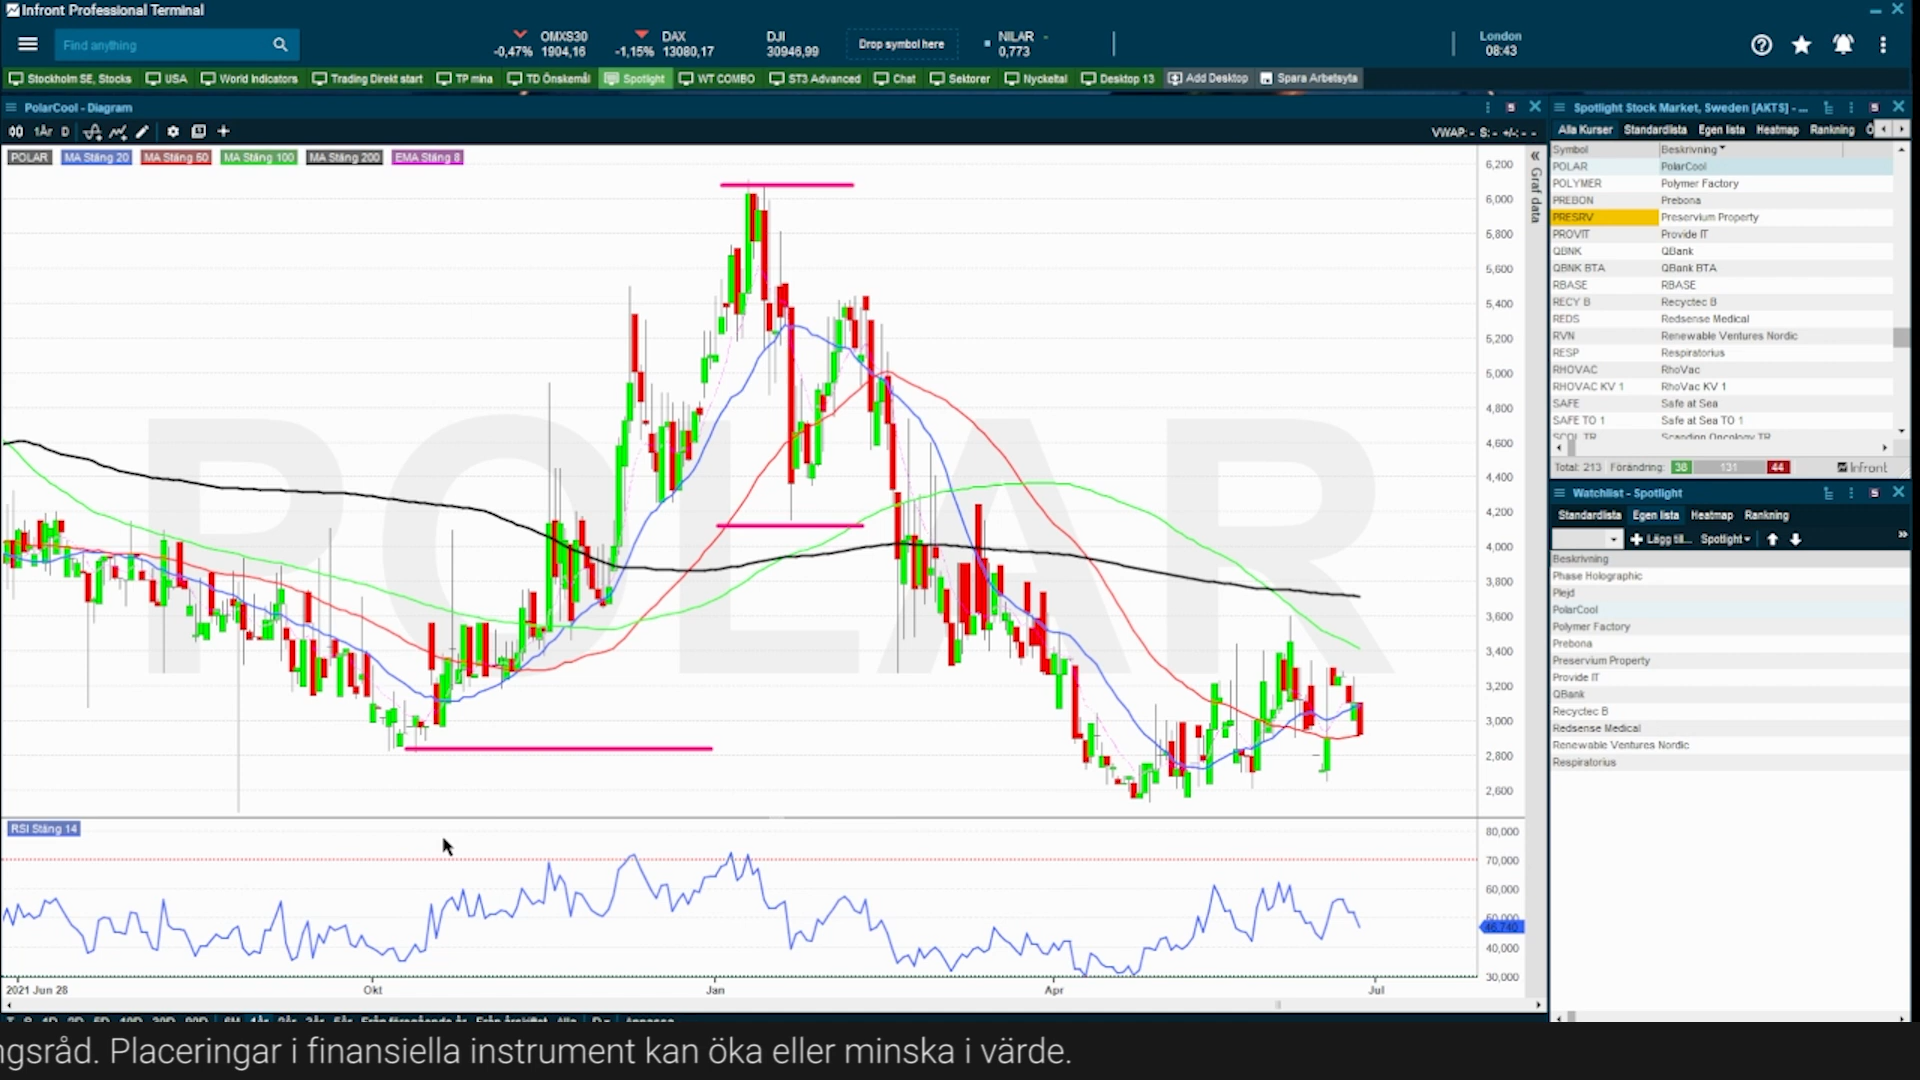 Infront Professional Terminal
Find anything
OMXS30
-0,47% 1904,16
DAX
-1,15% 13080,17
DJI
30946,99
Drop symbol here
NILAR -
0,773
London
08:43
Stockholm SE, Stocks USA World Indicators Trading Direkt start TP mina TD Önskemål Spotlight WT COMBO ST3 Advanced Chat Sektorer Nyckeltal Desktop 13 Add Desktop Spara Arbetsyta
PolarCool - Diagram
1År D
VWAP:- S:- +/-:- -
POLAR MA Stäng 20 MA Stäng 50 MA Stäng 100 MA Stäng 200 EMA Stäng 8
Graf data
POLAR
6,200
6,000
5,800
5,600
5,400
5,200
5,000
4,800
4,600
4,400
4,200
4,000
3,800
3,600
3,400
3,200
3,000
2,800
2,600
RSI Stäng 14
80,000
70,000
60,000
50,000
46,740
40,000
30,000
2021 Jun 28 Okt Jan Apr Jul
Spotlight Stock Market, Sweden [AKTS] - ...
Alla Kurser Standardlista Egen lista Heatmap Rankning
Symbol Beskrivning
POLAR PolarCool
POLYMER Polymer Factory
PREBON Prebona
PRESRV Preservium Property
PROVIT Provide IT
QBNK QBank
QBNK BTA QBank BTA
RBASE RBASE
RECY B Recyctec B
REDS Redsense Medical
RVN Renewable Ventures Nordic
RESP Respiratorius
RHOVAC RhoVac
RHOVAC KV 1 RhoVac KV 1
SAFE Safe at Sea
SAFE TO 1 Safe at Sea TO 1
SCOL TR Scandion Oncology TR
Total: 213 Förändring: 38 131 44 Infront
Watchlist - Spotlight
Standardlista Egen lista Heatmap Rankning
Lägg till... Spotlight
Beskrivning
Phase Holographic
Plejd
PolarCool
Polymer Factory
Prebona
Preservium Property
Provide IT
QBank
Recyctec B
Redsense Medical
Renewable Ventures Nordic
Respiratorius
ngsråd. Placeringar i finansiella instrument kan öka eller minska i värde.